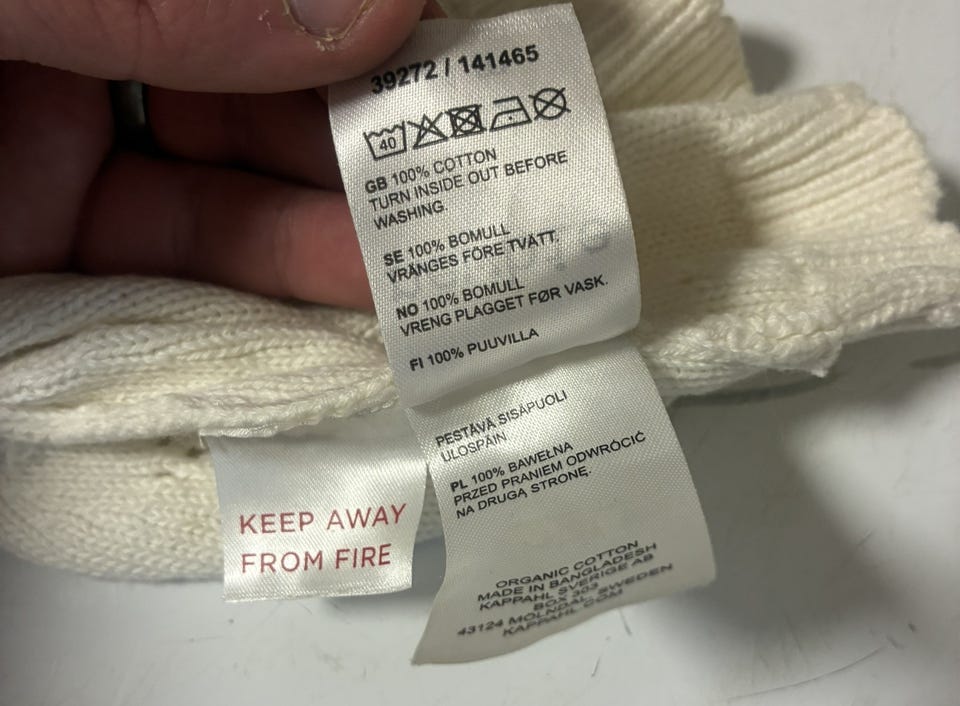 39272 / 141465
40
GB 100% COTTON
TURN INSIDE OUT BEFORE
WASHING.
SE 100% BOMULL
VRÄNGES FÖRE TVÄTT.
NO 100% BOMULL
VRENG PLAGGET FØR VASK.
FI 100% PUUVILLA
PESTÄVÄ SISÄPUOLI
ULOSPÄIN
PL 100% BAWEŁNA
PRZED PRANIEM ODWRÓCIĆ
NA DRUGĄ STRONĘ.
KEEP AWAY
FROM FIRE
ORGANIC COTTON
MADE IN BANGLADESH
KAPPAHL SVERIGE AB
BOX 303
43124 MÖLNDAL, SWEDEN
KAPPAHL.COM